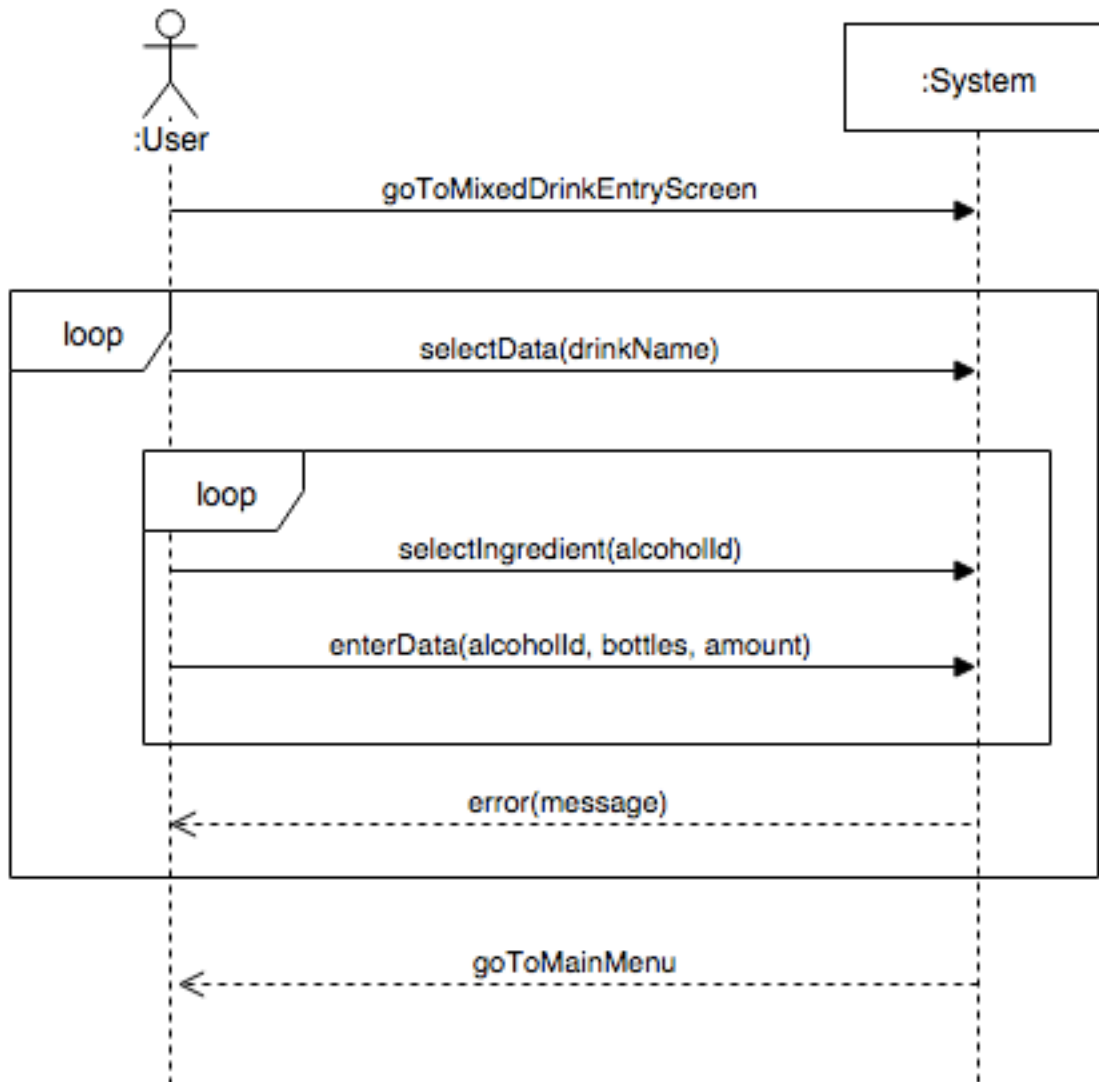 :User
:System
goToMixedDrinkEntryScreen
loop
selectData(drinkName)
loop
selectIngredient(alcoholId)
enterData(alcoholId, bottles, amount)
error(message)
goToMainMenu